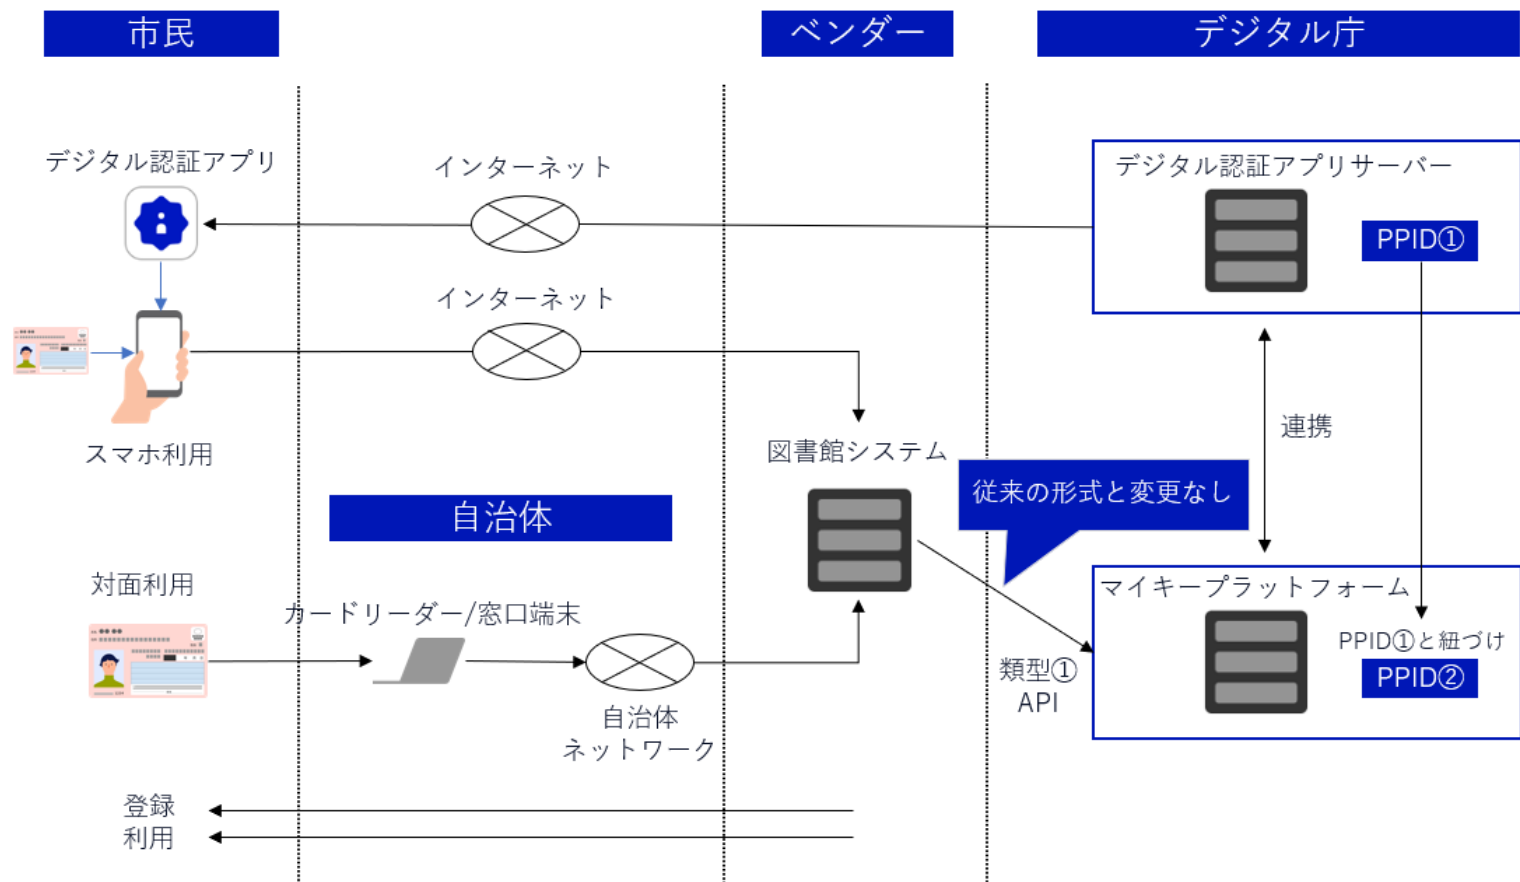 市民
ベンダー
デジタル庁
デジタル認証アプリ
インターネット
デジタル認証アプリサーバー
PPID①
インターネット
スマホ利用
図書館システム
連携
従来の形式と変更なし
自治体
対面利用
カードリーダー/窓口端末
マイキープラットフォーム
PPID①と紐づけ
PPID②
類型①
API
自治体
ネットワーク
登録
利用